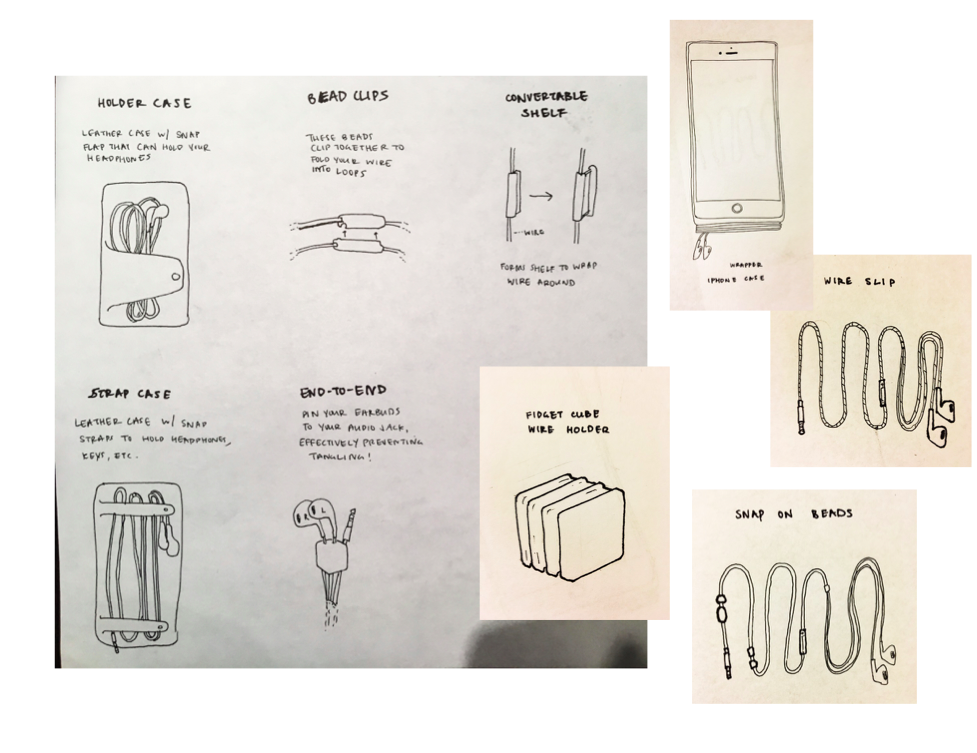 HOLDER CASE
LEATHER CASE W/ SNAP
FLAP THAT CAN HOLD YOUR
HEADPHONES
BEAD CLIPS
THESE BEADS
CLIP TOGETHER TO
FOLD YOUR WIRE
INTO LOOPS
CONVERTABLE
SHELF
WIRE
FORMS SHELF TO WRAP
WIRE AROUND
STRAP CASE
LEATHER CASE W/ SNAP
STRAP TO HOLD HEADPHONES,
KEYS, ETC.
END-TO-END
PIN YOUR EARBUDS
TO YOUR AUDIO JACK,
EFFECTIVELY PREVENTING
TANGLING!
R L
FIDGET CUBE
WIRE HOLDER
WRAPPER
IPHONE CASE
WIRE SLIP
SNAP ON BEADS